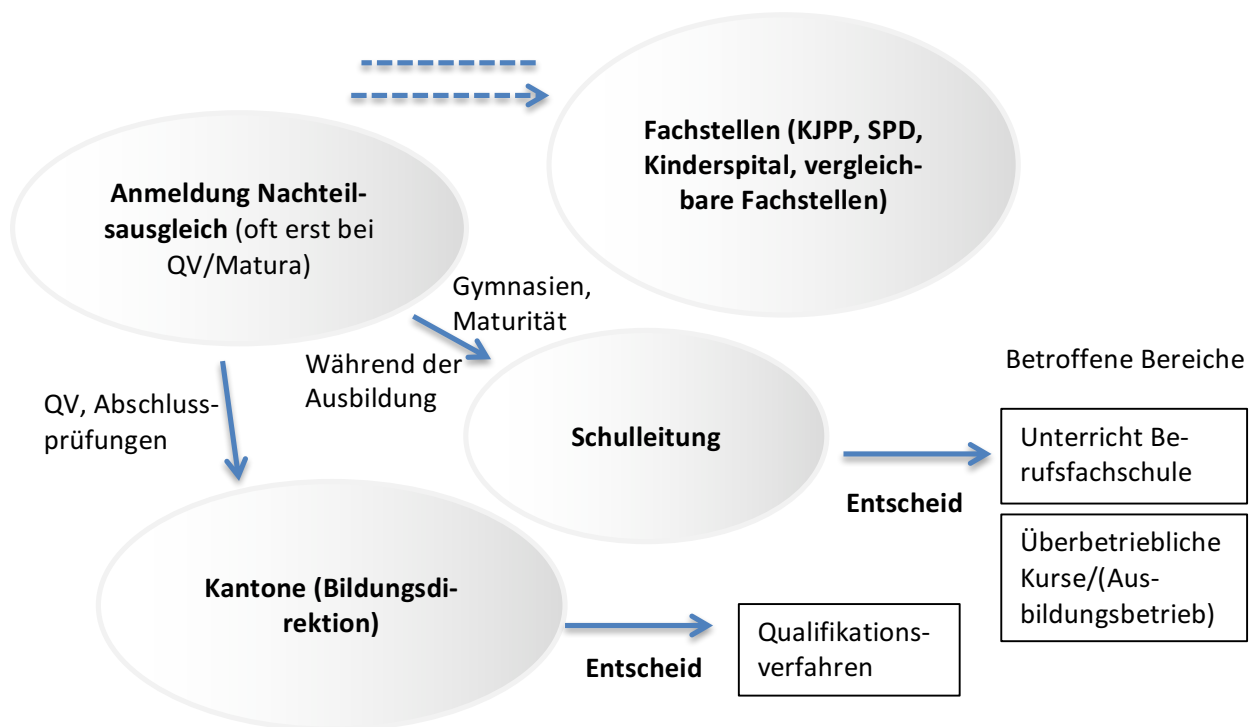 Fachstellen (KJPP, SPD,
Kinderspital, vergleich-
bare Fachstellen)
Anmeldung Nachteil-
sausgleich (oft erst bei
QV/Matura)
Gymnasien,
Maturität
Während der
Ausbildung
QV, Abschluss-
prüfungen
Schulleitung
Betroffene Bereiche
Unterricht Be-
rufsfachschule
Entscheid
Überbetriebliche
Kurse/(Aus-
bildungsbetrieb)
Kantone (Bildungsdi-
rektion)
Entscheid
Qualifikations-
verfahren